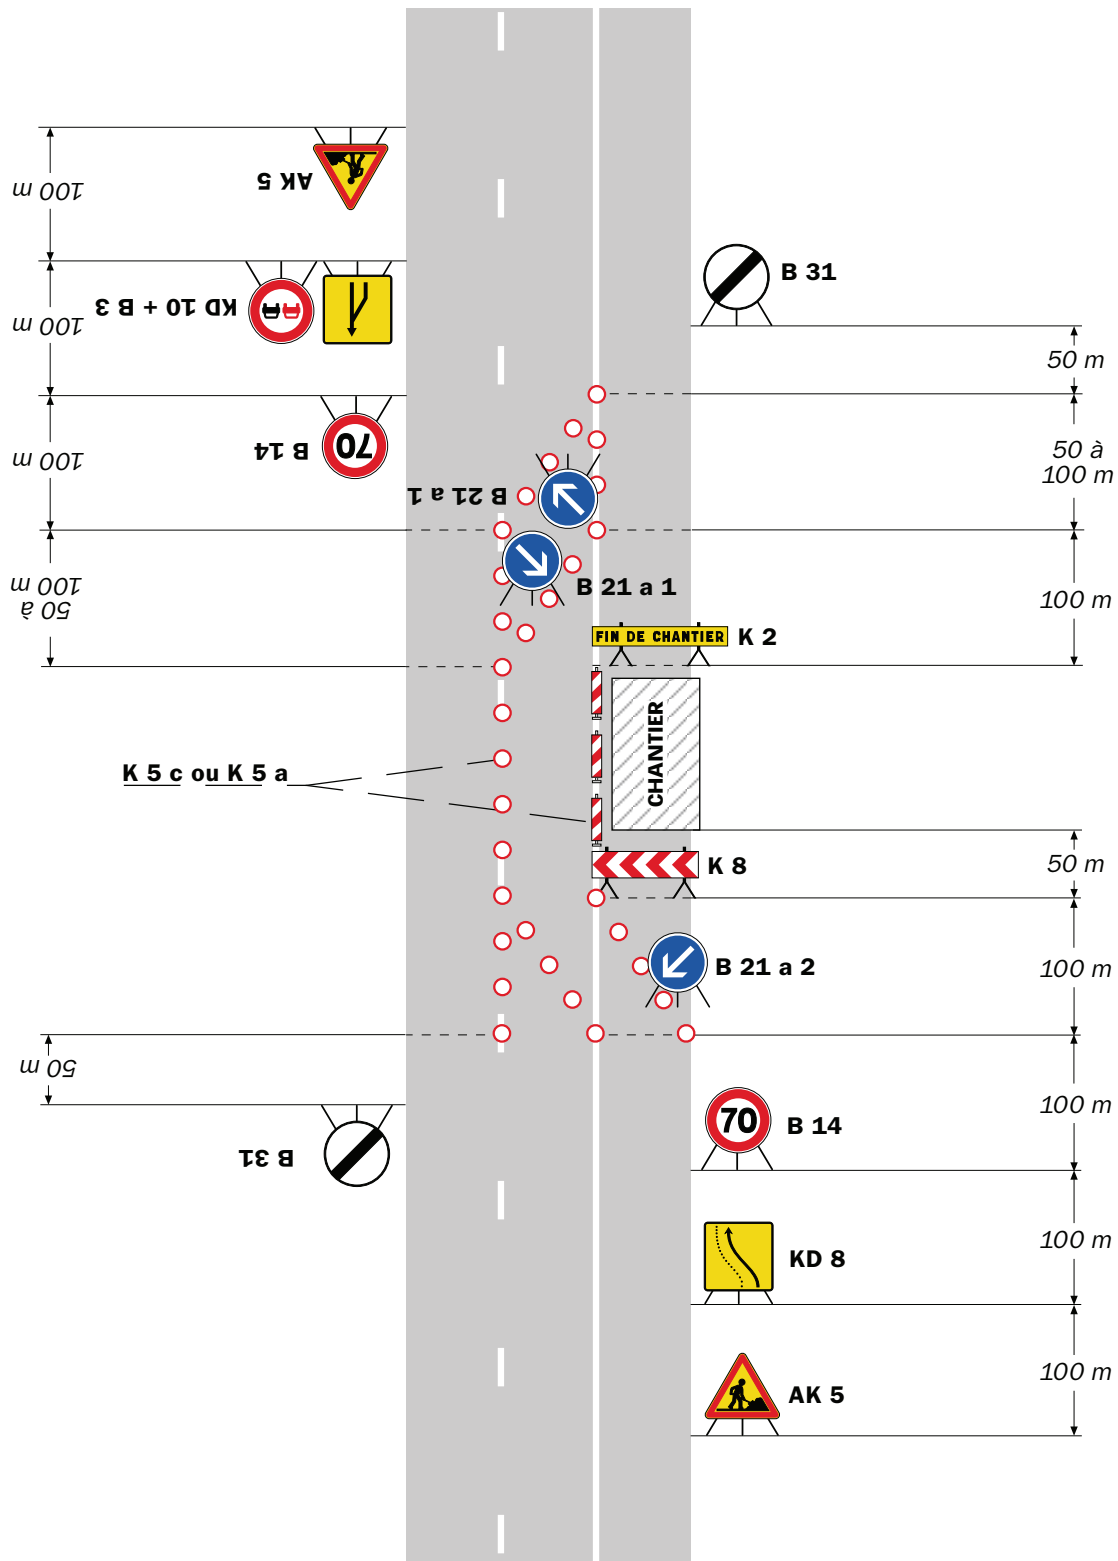 100 m
AK 5
B 31
KD 10 + B 3
100 m
50 m
B 14
70
100 m
50 à
100 m
B 21 a 1
B 21 a 1
50 à
100 m
100 m
FIN DE CHANTIER
K 2
CHANTIER
K 5 c ou K 5 a
K 8
50 m
B 21 a 2
100 m
50 m
70
B 14
100 m
B 31
KD 8
100 m
AK 5
100 m